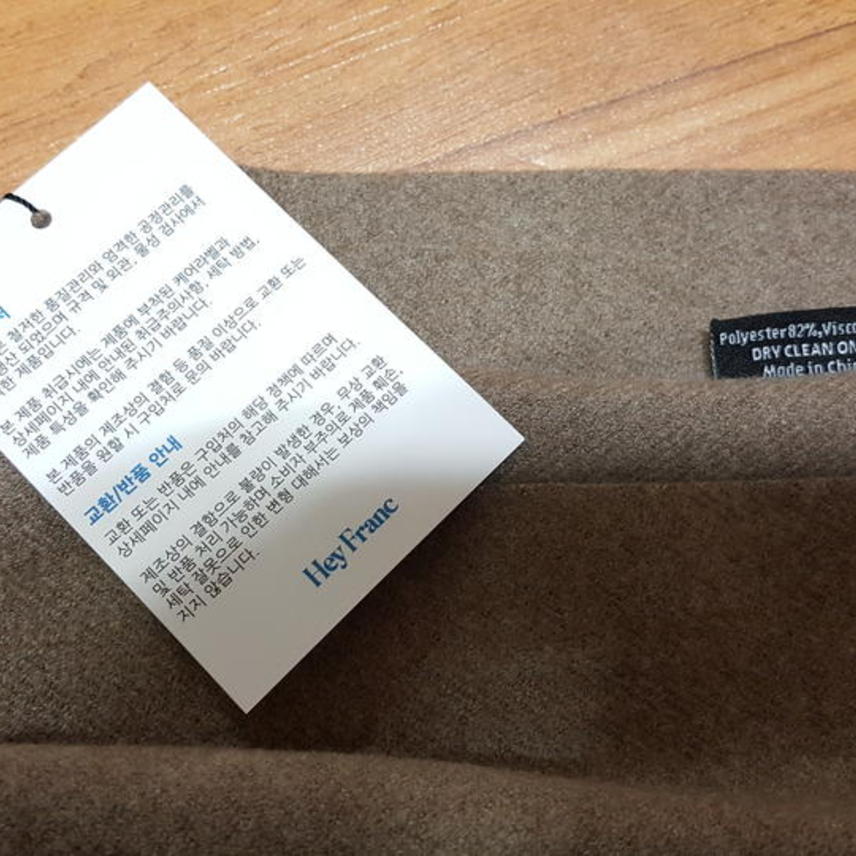 철저한 품질관리와 엄격한 공정관리를
생산 되었으며 규격 및 외관, 물성 검사에서
한 제품입니다.
본 제품 취급시에는 제품에 부착된 케어라벨과
상세페이지 내에 안내된 취급주의사항, 세탁 방법,
제품 특성을 확인해 주시기 바랍니다.
본 제품의 제조상의 결함 등 품질 이상으로 교환 또는
반품을 원할 시 구입처로 문의 바랍니다.
교환/반품 안내
교환 또는 반품은 구입처의 해당 정책에 따르며
상세페이지 내에 안내를 참고해 주시기 바랍니다.
제조상의 결함으로 불량이 발생한 경우, 무상 교환
및 반품 처리 가능하며 소비자 부주의로 제품 훼손,
세탁 잘못으로 인한 변형 대해서는 보상의 책임을
지지 않습니다.
Hey Franc
Polyester82%,Visco
DRY CLEAN ON
Made in Chi